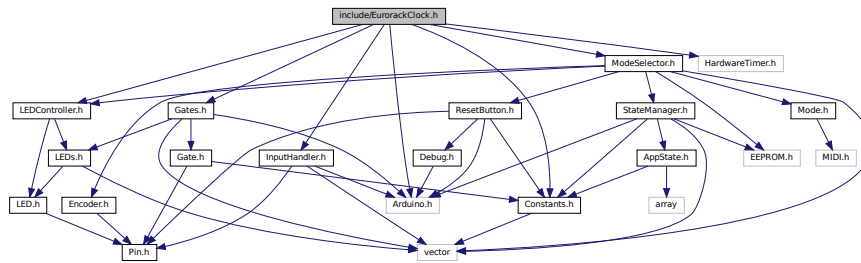 include/EurorackClock.h
ModeSelector.h
HardwareTimer.h
LEDController.h
Gates.h
ResetButton.h
StateManager.h
Mode.h
LEDs.h
Gate.h
InputHandler.h
Debug.h
AppState.h
EEPROM.h
MIDI.h
LED.h
Encoder.h
Arduino.h
Constants.h
array
Pin.h
vector